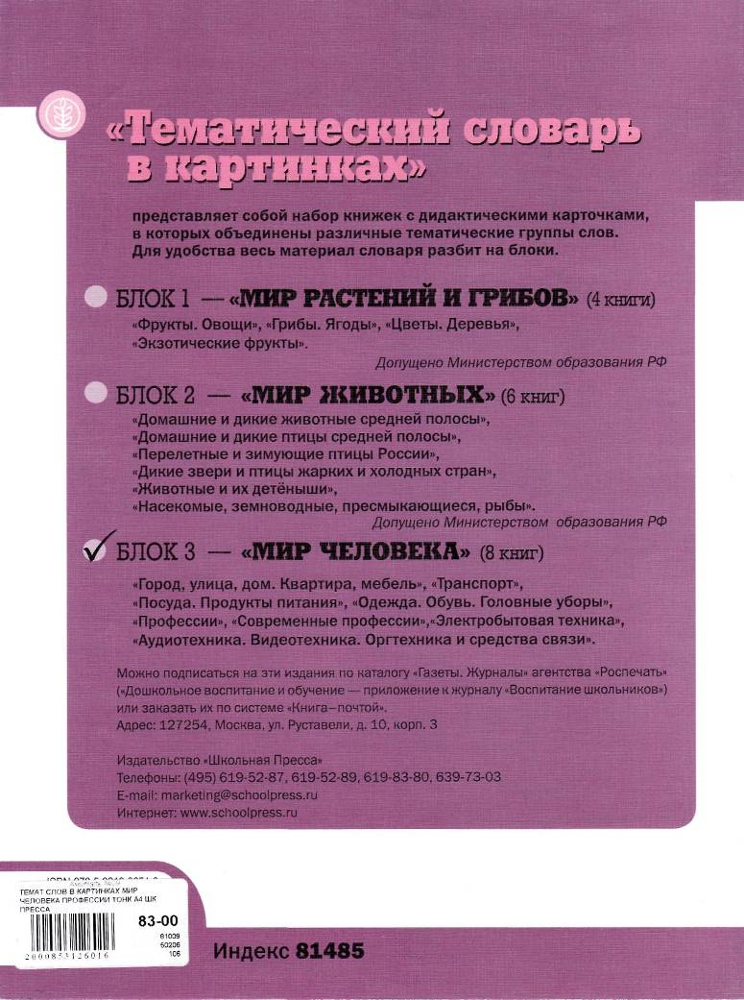 «Тематический словарь
в картинках»
представляет собой набор книжек с дидактическими карточками,
в которых объединены различные тематические группы слов.
Для удобства весь материал словаря разбит на блоки.
БЛОК 1 — «МИР РАСТЕНИЙ И ГРИБОВ» (4 книги)
«Фрукты. Овощи», «Грибы. Ягоды», «Цветы. Деревья»,
«Экзотические фрукты».
Допущено Министерством образования РФ
БЛОК 2 — «МИР ЖИВОТНЫХ» (6 книг)
«Домашние и дикие животные средней полосы»,
«Домашние и дикие птицы средней полосы»,
«Перелетные и зимующие птицы России»,
«Дикие звери и птицы жарких и холодных стран»,
«Животные и их детёныши»,
«Насекомые, земноводные, пресмыкающиеся, рыбы».
Допущено Министерством образования РФ
БЛОК 3 — «МИР ЧЕЛОВЕКА» (8 книг)
«Город, улица, дом. Квартира, мебель», «Транспорт»,
«Посуда. Продукты питания», «Одежда. Обувь. Головные уборы»,
«Профессии», «Современные профессии»,«Электробытовая техника»,
«Аудиотехника. Видеотехника. Оргтехника и средства связи».
Можно подписаться на эти издания по каталогу «Газеты. Журналы» агентства «Роспечать»
(«Дошкольное воспитание и обучение — приложение к журналу «Воспитание школьников»)
или заказать их по системе «Книга–почтой».
Адрес: 127254, Москва, ул. Руставели, д. 10, корп. 3
Издательство «Школьная Пресса»
Телефоны: (495) 619-52-87, 619-52-89, 619-83-80, 639-73-03
E-mail: marketing@schoolpress.ru
Интернет: www.schoolpress.ru
ТЕМАТ СЛОВ В КАРТИНКАХ МИР
ЧЕЛОВЕКА ПРОФЕССИИ ТОНК А4 ШК
ПРЕССА
83-00
81009
50206
106
2000853126016
Индекс 81485